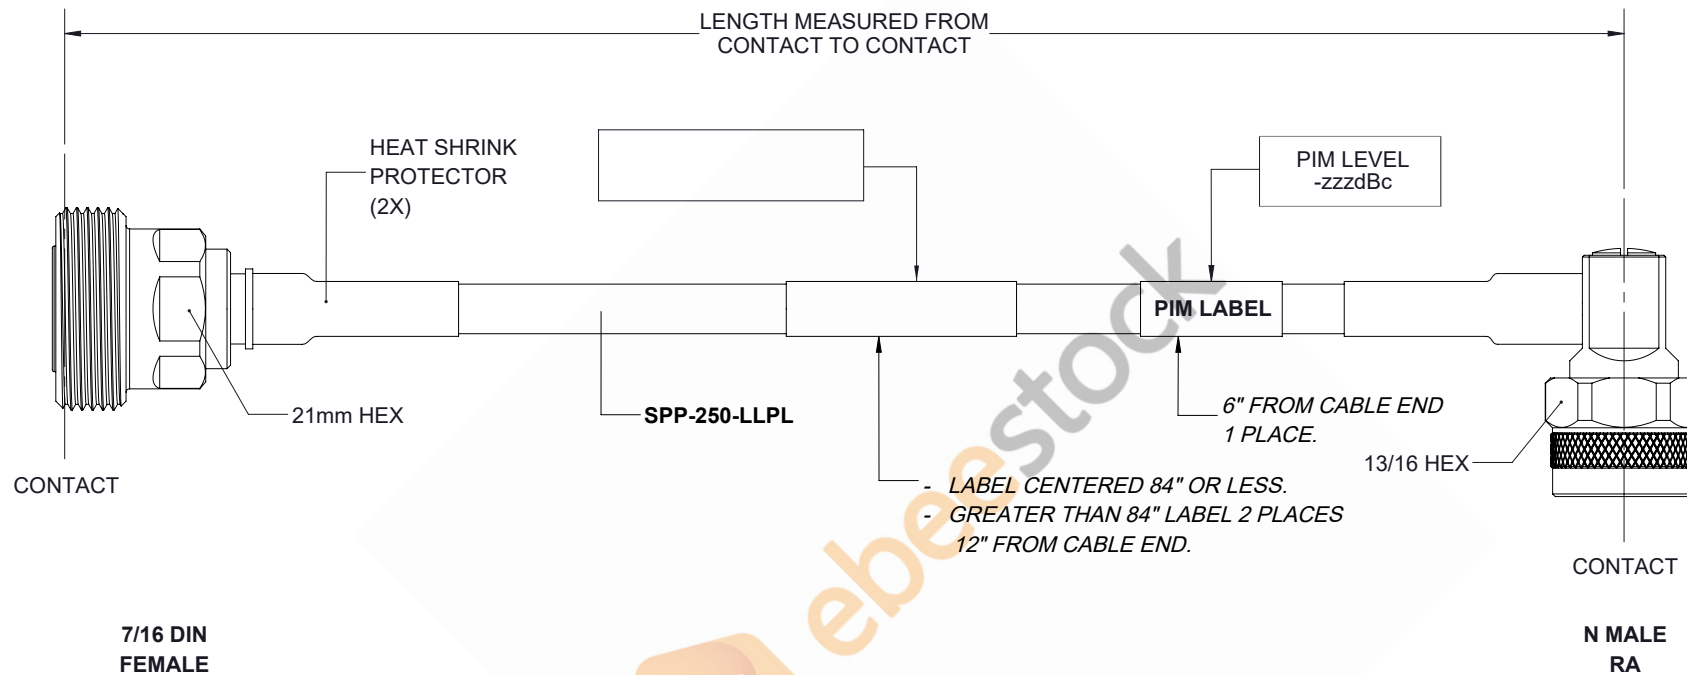 LENGTH MEASURED FROM
CONTACT TO CONTACT
HEAT SHRINK
PROTECTOR
(2X)
PIM LEVEL
-zzzdBc
PIM LABEL
21mm HEX
SPP-250-LLPL
6" FROM CABLE END
1 PLACE.
13/16 HEX
CONTACT
- LABEL CENTERED 84" OR LESS.
- GREATER THAN 84" LABEL 2 PLACES
12" FROM CABLE END.
CONTACT
7/16 DIN
FEMALE
N MALE
RA
ebeestock